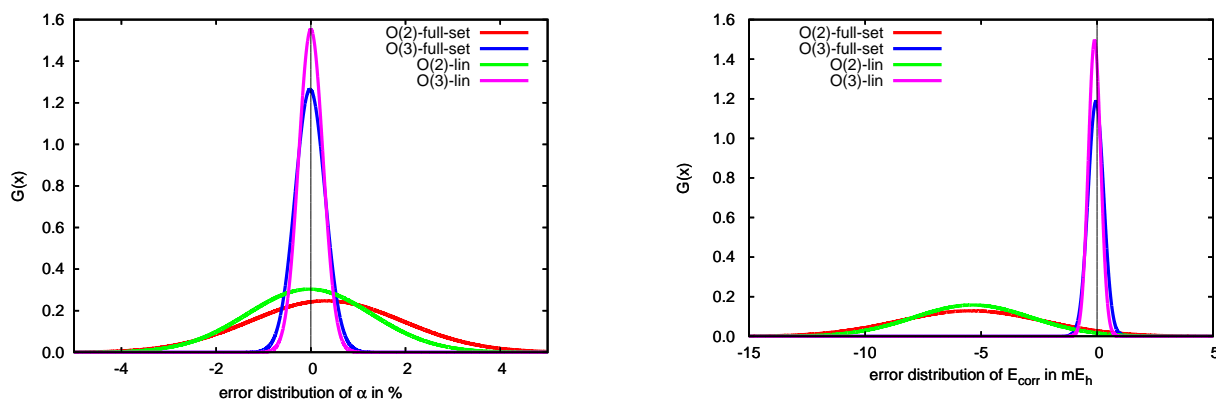 1.6
1.4
1.2
1.0
0.8
0.6
0.4
0.2
0.0
G(x)
O(2)-full-set
O(3)-full-set
O(2)-lin
O(3)-lin
-4
-2
0
2
4
error distribution of α in %
1.6
1.4
1.2
1.0
0.8
0.6
0.4
0.2
0.0
G(x)
O(2)-full-set
O(3)-full-set
O(2)-lin
O(3)-lin
-15
-10
-5
0
5
error distribution of E_corr in mE_h